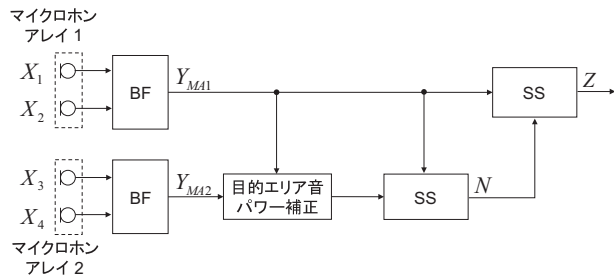 マイクロホン
アレイ 1
X1
X2
BF
YMA1
SS
Z
X3
X4
BF
YMA2
目的エリア音
パワー補正
SS
N
マイクロホン
アレイ 2